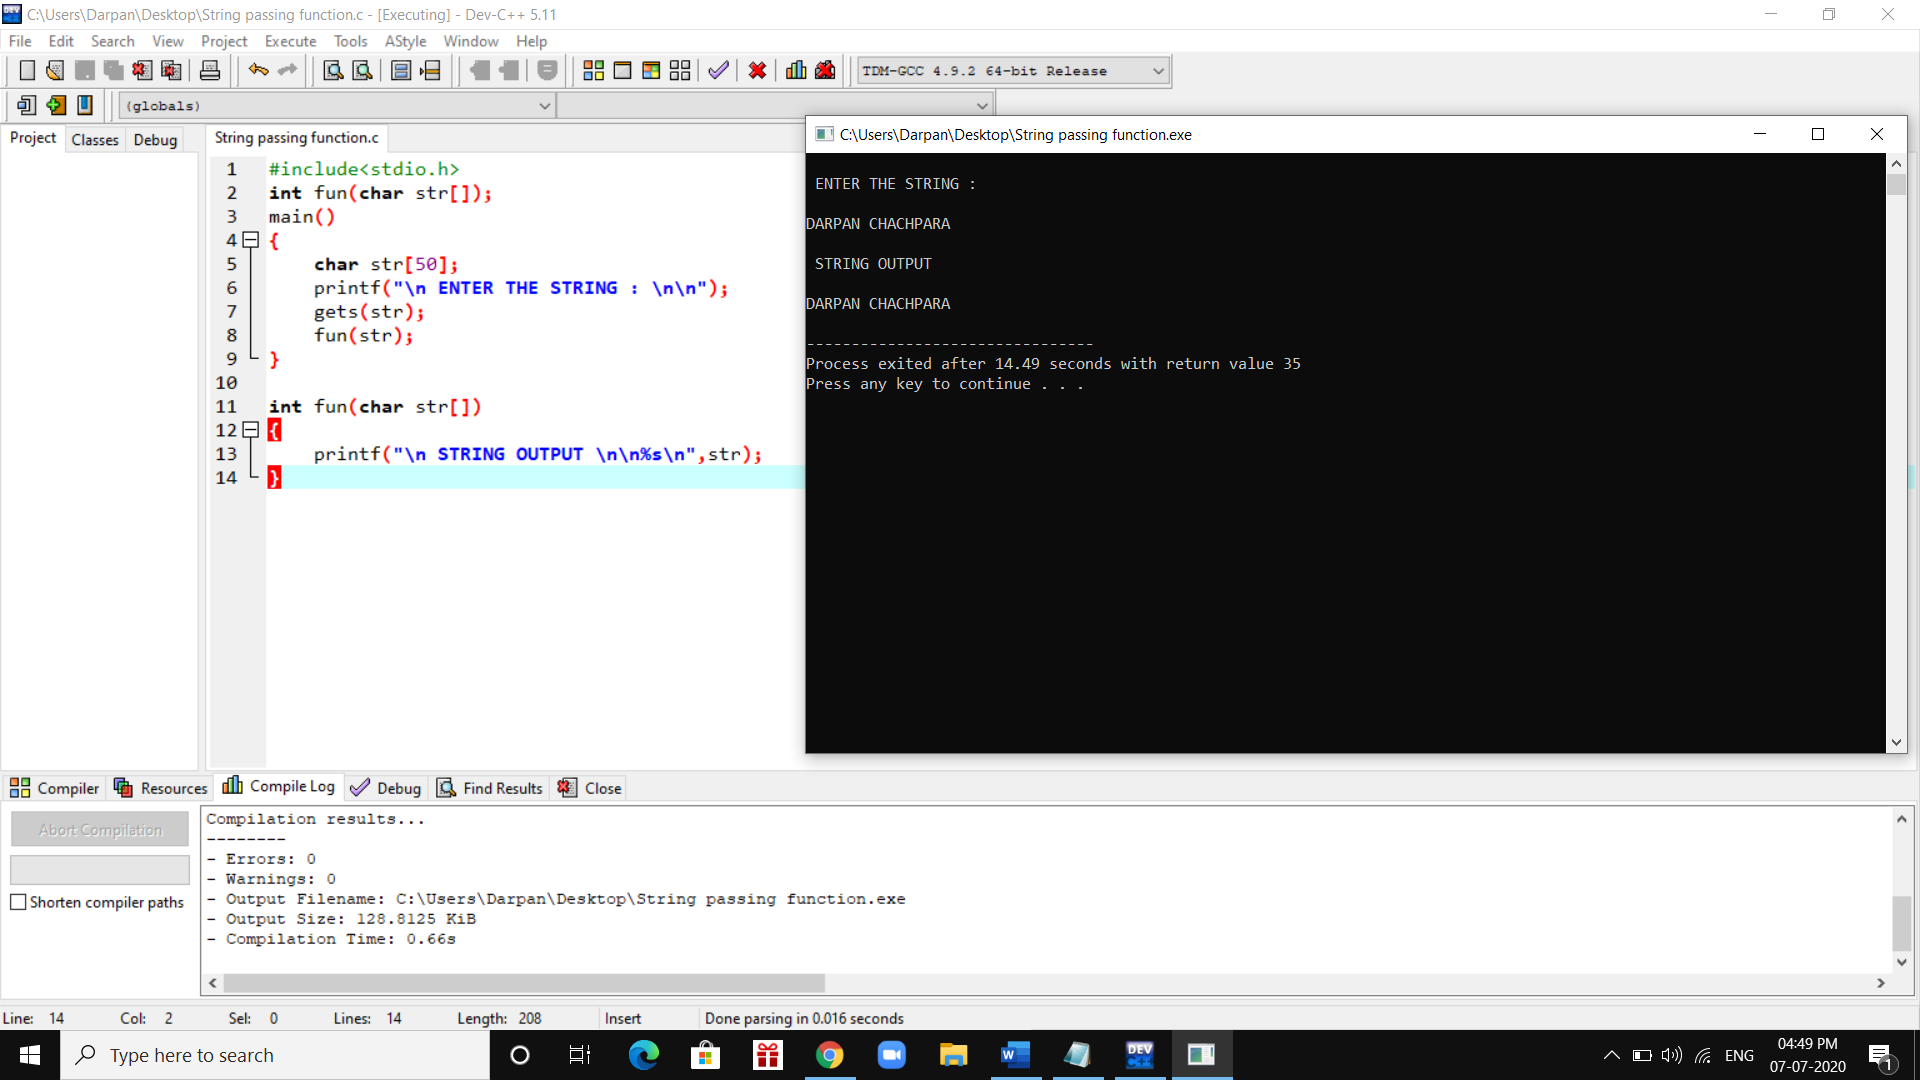 C:\Users\Darpan\Desktop\String passing function.c - [Executing] - Dev-C++ 5.11
File Edit Search View Project Execute Tools AStyle Window Help
TDM-GCC 4.9.2 64-bit Release
(globals)
Project Classes Debug
String passing function.c
1 #include<stdio.h>
2 int fun(char str[]);
3 main()
4 {
5 char str[50];
6 printf("\n ENTER THE STRING : \n\n");
7 gets(str);
8 fun(str);
9 }
10
11 int fun(char str[])
12 {
13 printf("\n STRING OUTPUT \n\n%s\n",str);
14 }
C:\Users\Darpan\Desktop\String passing function.exe
ENTER THE STRING :
DARPAN CHACHPARA
STRING OUTPUT
DARPAN CHACHPARA
--------------------------------
Process exited after 14.49 seconds with return value 35
Press any key to continue . . .
Compiler Resources Compile Log Debug Find Results Close
Abort Compilation
Shorten compiler paths
Compilation results...
--------
- Errors: 0
- Warnings: 0
- Output Filename: C:\Users\Darpan\Desktop\String passing function.exe
- Output Size: 128.8125 KiB
- Compilation Time: 0.66s
Line: 14 Col: 2 Sel: 0 Lines: 14 Length: 208 Insert Done parsing in 0.016 seconds
Type here to search
DEV C++
ENG
04:49 PM
07-07-2020
1